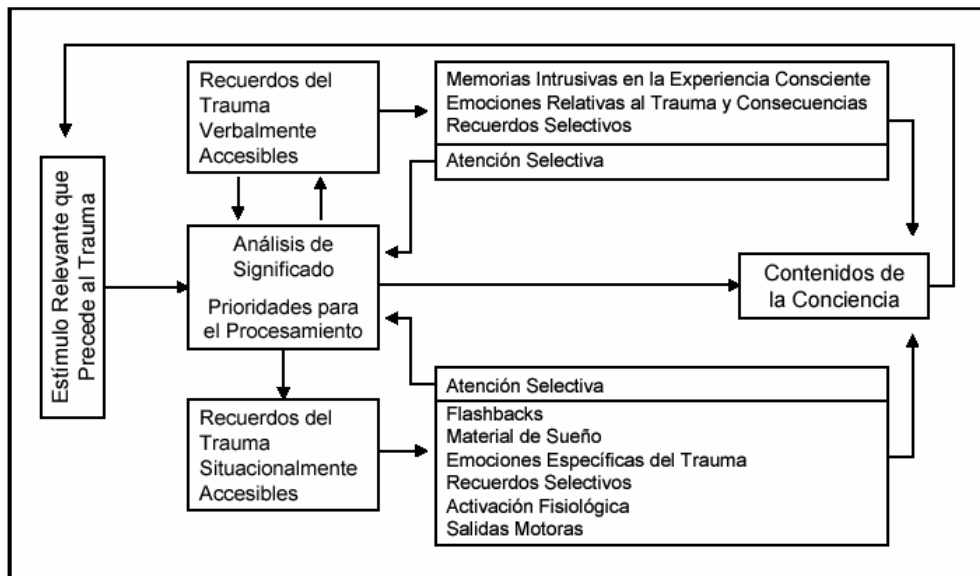 Estímulo Relevante que
Precede al Trauma
Recuerdos del
Trauma
Verbalmente
Accesibles
Memorias Intrusivas en la Experiencia Consciente
Emociones Relativas al Trauma y Consecuencias
Recuerdos Selectivos
Atención Selectiva
Análisis de
Significado
Prioridades para
el Procesamiento
Contenidos de
la Conciencia
Recuerdos del
Trauma
Situacionalmente
Accesibles
Atención Selectiva
Flashbacks
Material de Sueño
Emociones Específicas del Trauma
Recuerdos Selectivos
Activación Fisiológica
Salidas Motoras